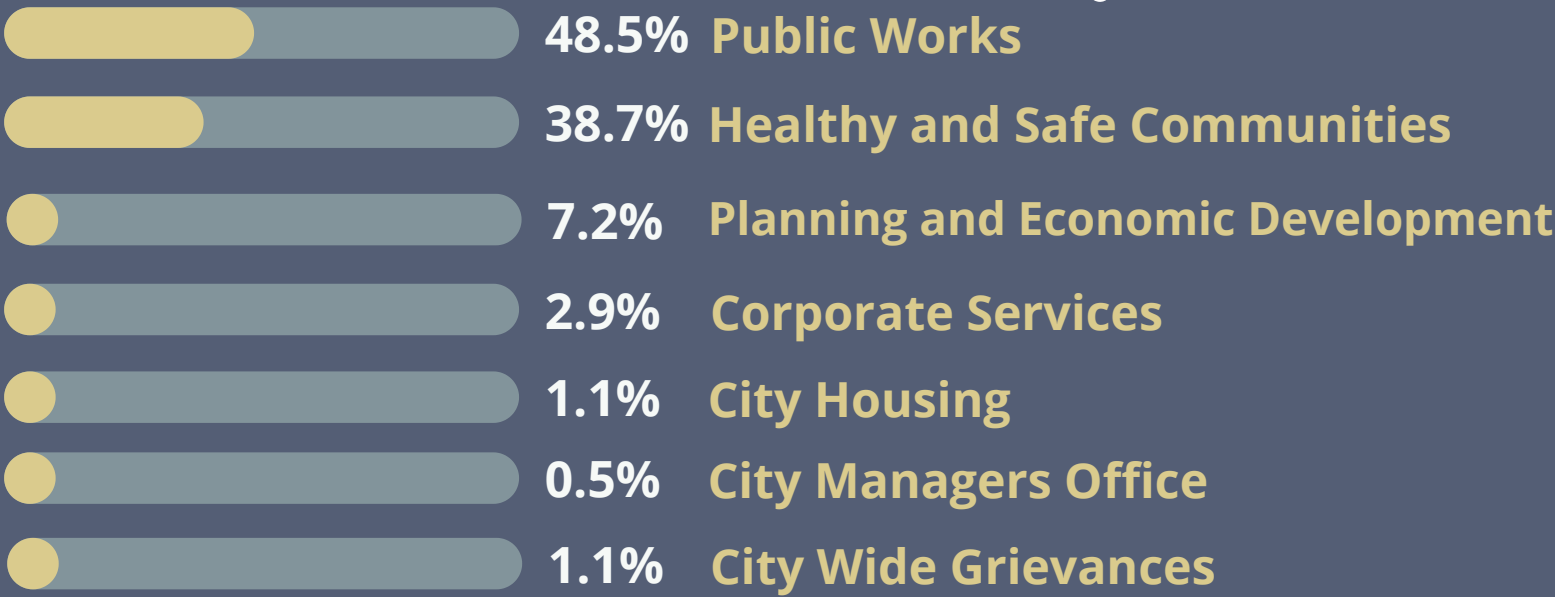 48.5% Public Works
38.7% Healthy and Safe Communities
7.2% Planning and Economic Development
2.9% Corporate Services
1.1% City Housing
0.5% City Managers Office
1.1% City Wide Grievances